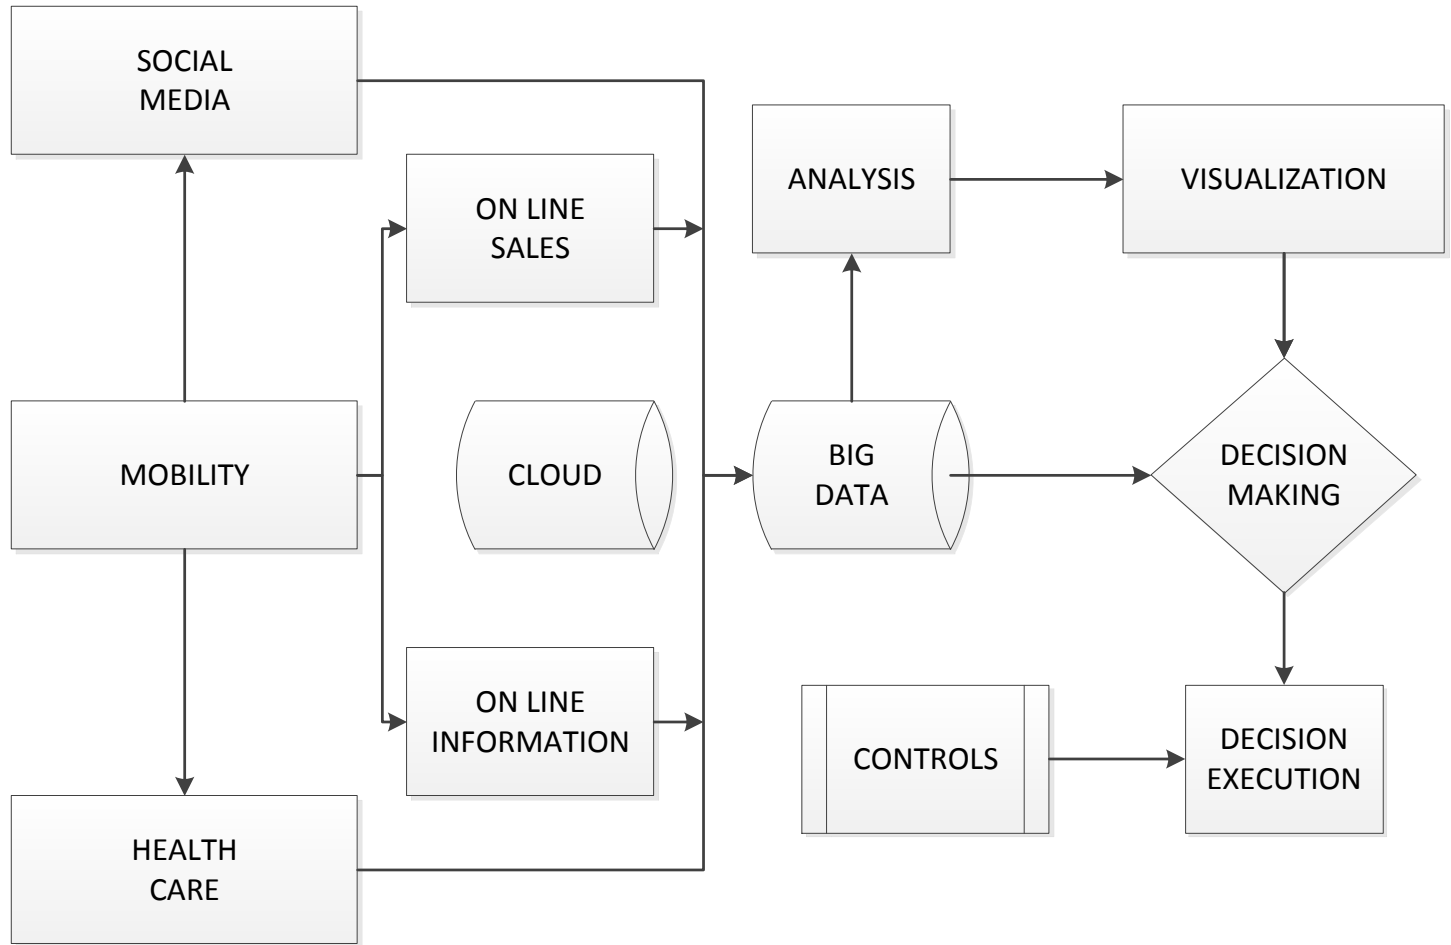 SOCIAL
MEDIA
ON LINE
SALES
ANALYSIS
VISUALIZATION
MOBILITY
CLOUD
BIG
DATA
DECISION
MAKING
ON LINE
INFORMATION
CONTROLS
DECISION
EXECUTION
HEALTH
CARE